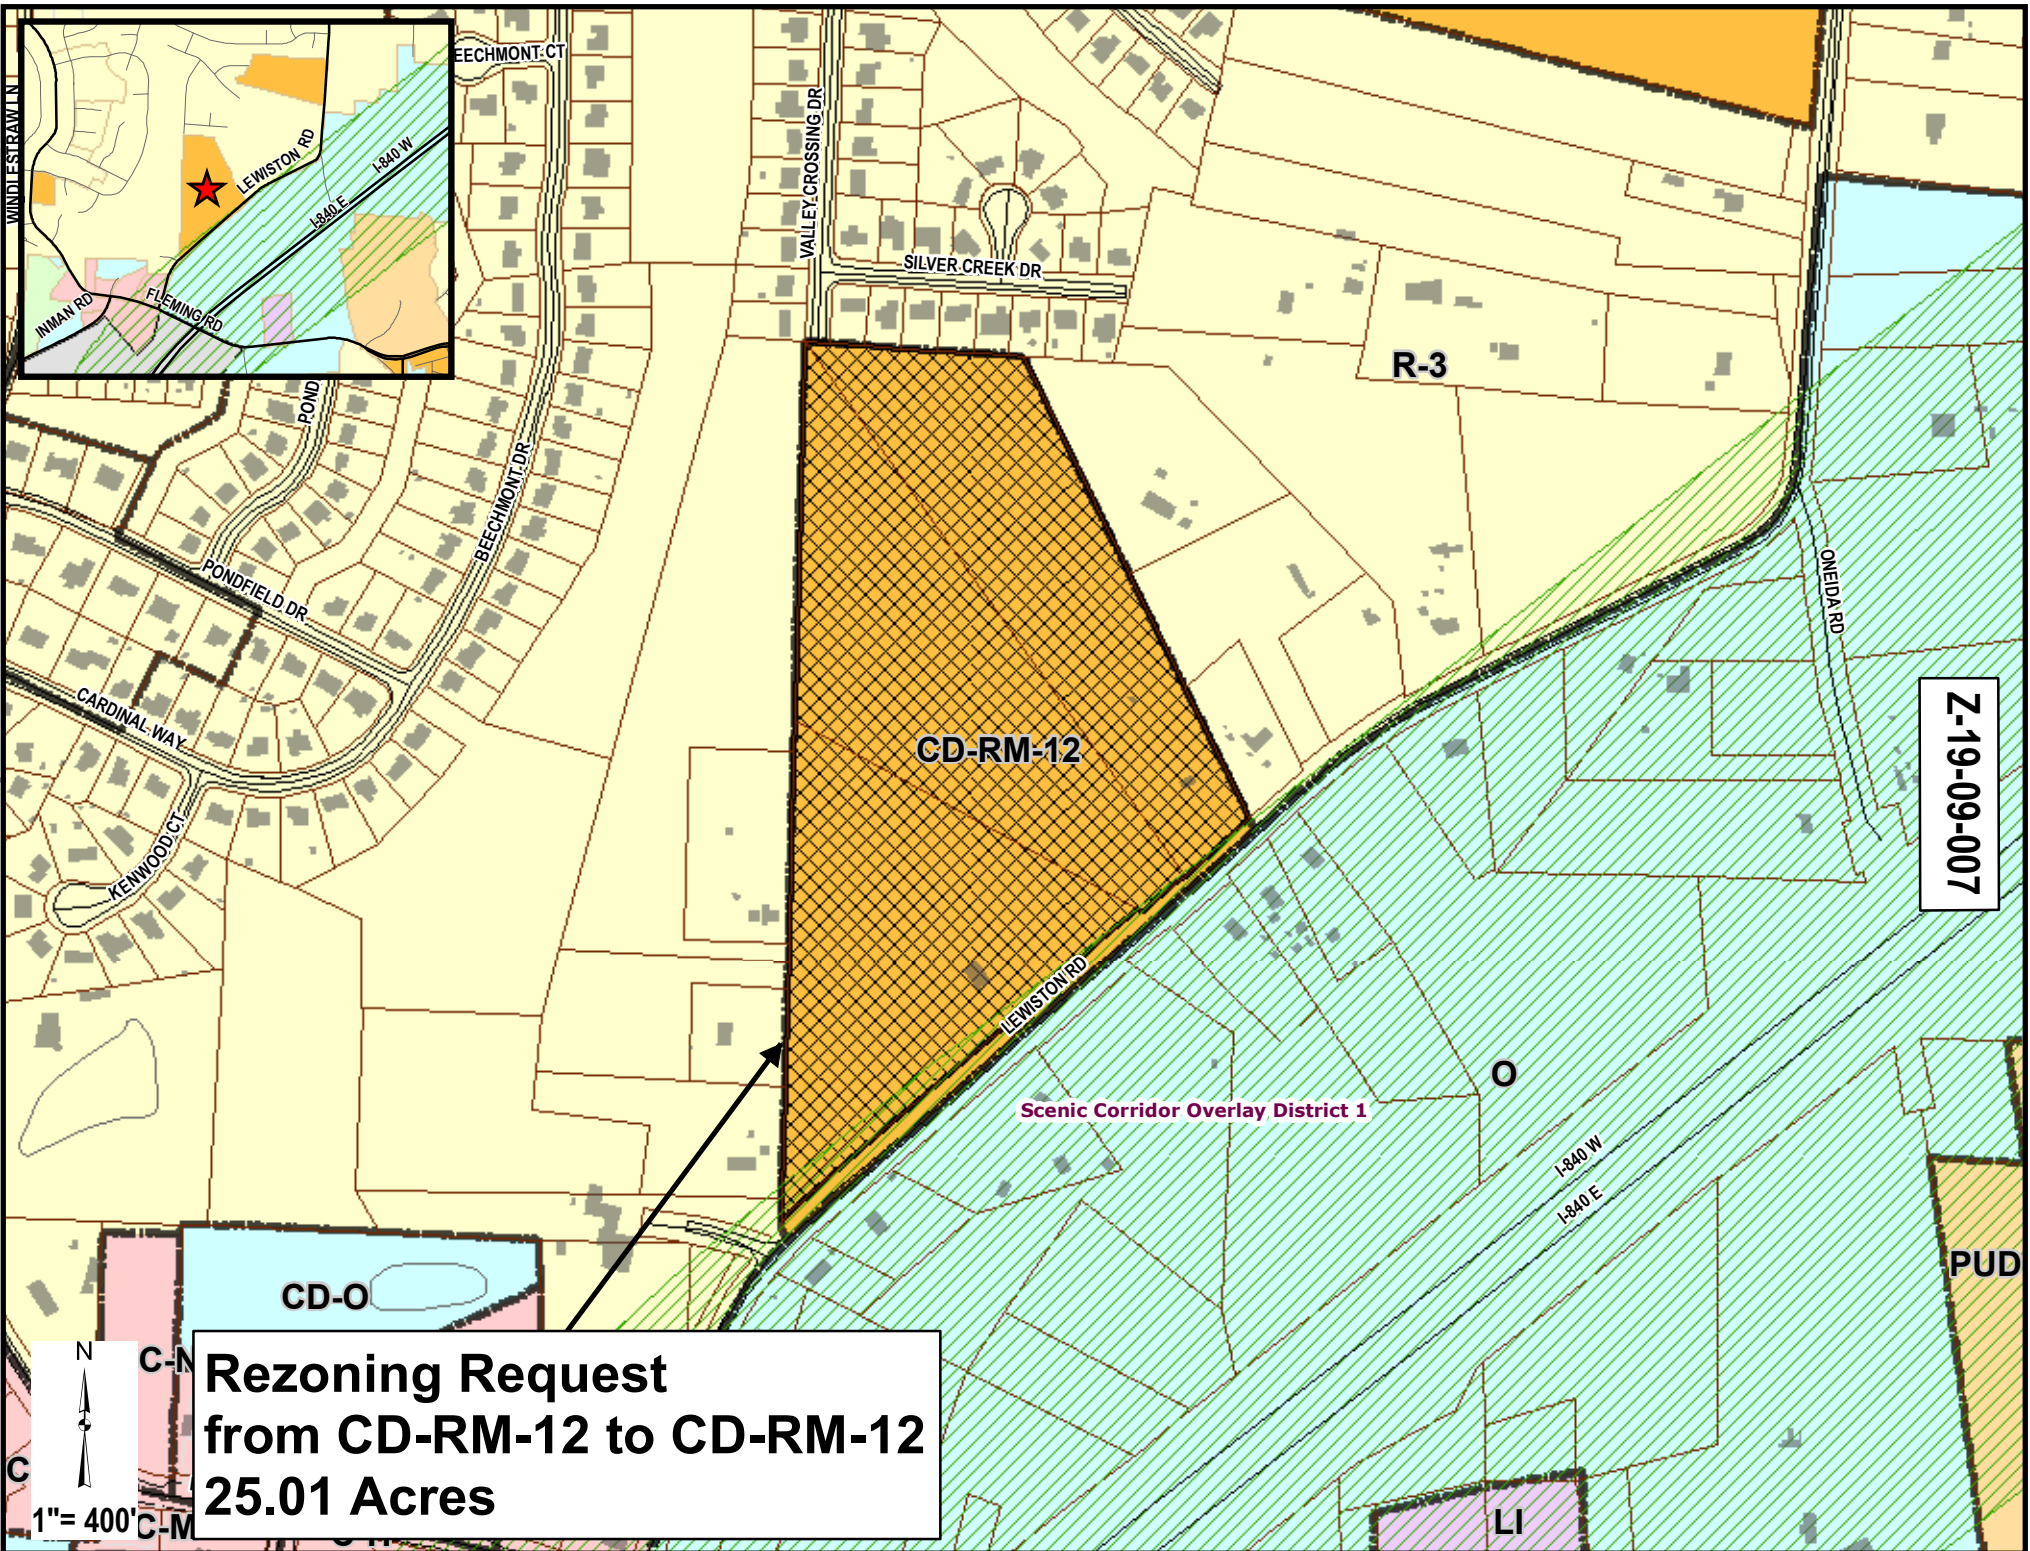 WINDLESTRAW LN
LEWISTON RD
I-840 W
I-840 E
INMAN RD
FLEMING RD
EECHMONT CT
VALLEY CROSSING DR
SILVER CREEK DR
R-3
POND
BEECHMONT DR
PONDFIELD DR
CARDINAL WAY
KENWOOD CT
ONEIDA RD
CD-RM-12
Z-19-09-007
LEWISTON RD
O
Scenic Corridor Overlay District 1
I-840 W
I-840 E
PUD
CD-O
C-N
N
C
C-M
LI
1"= 400'
Rezoning Request
from CD-RM-12 to CD-RM-12
25.01 Acres